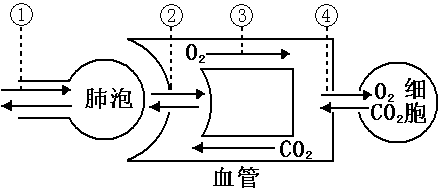 ① ② ③ ④
O₂
肺泡
O₂ 细
CO₂ 胞
CO₂
血管